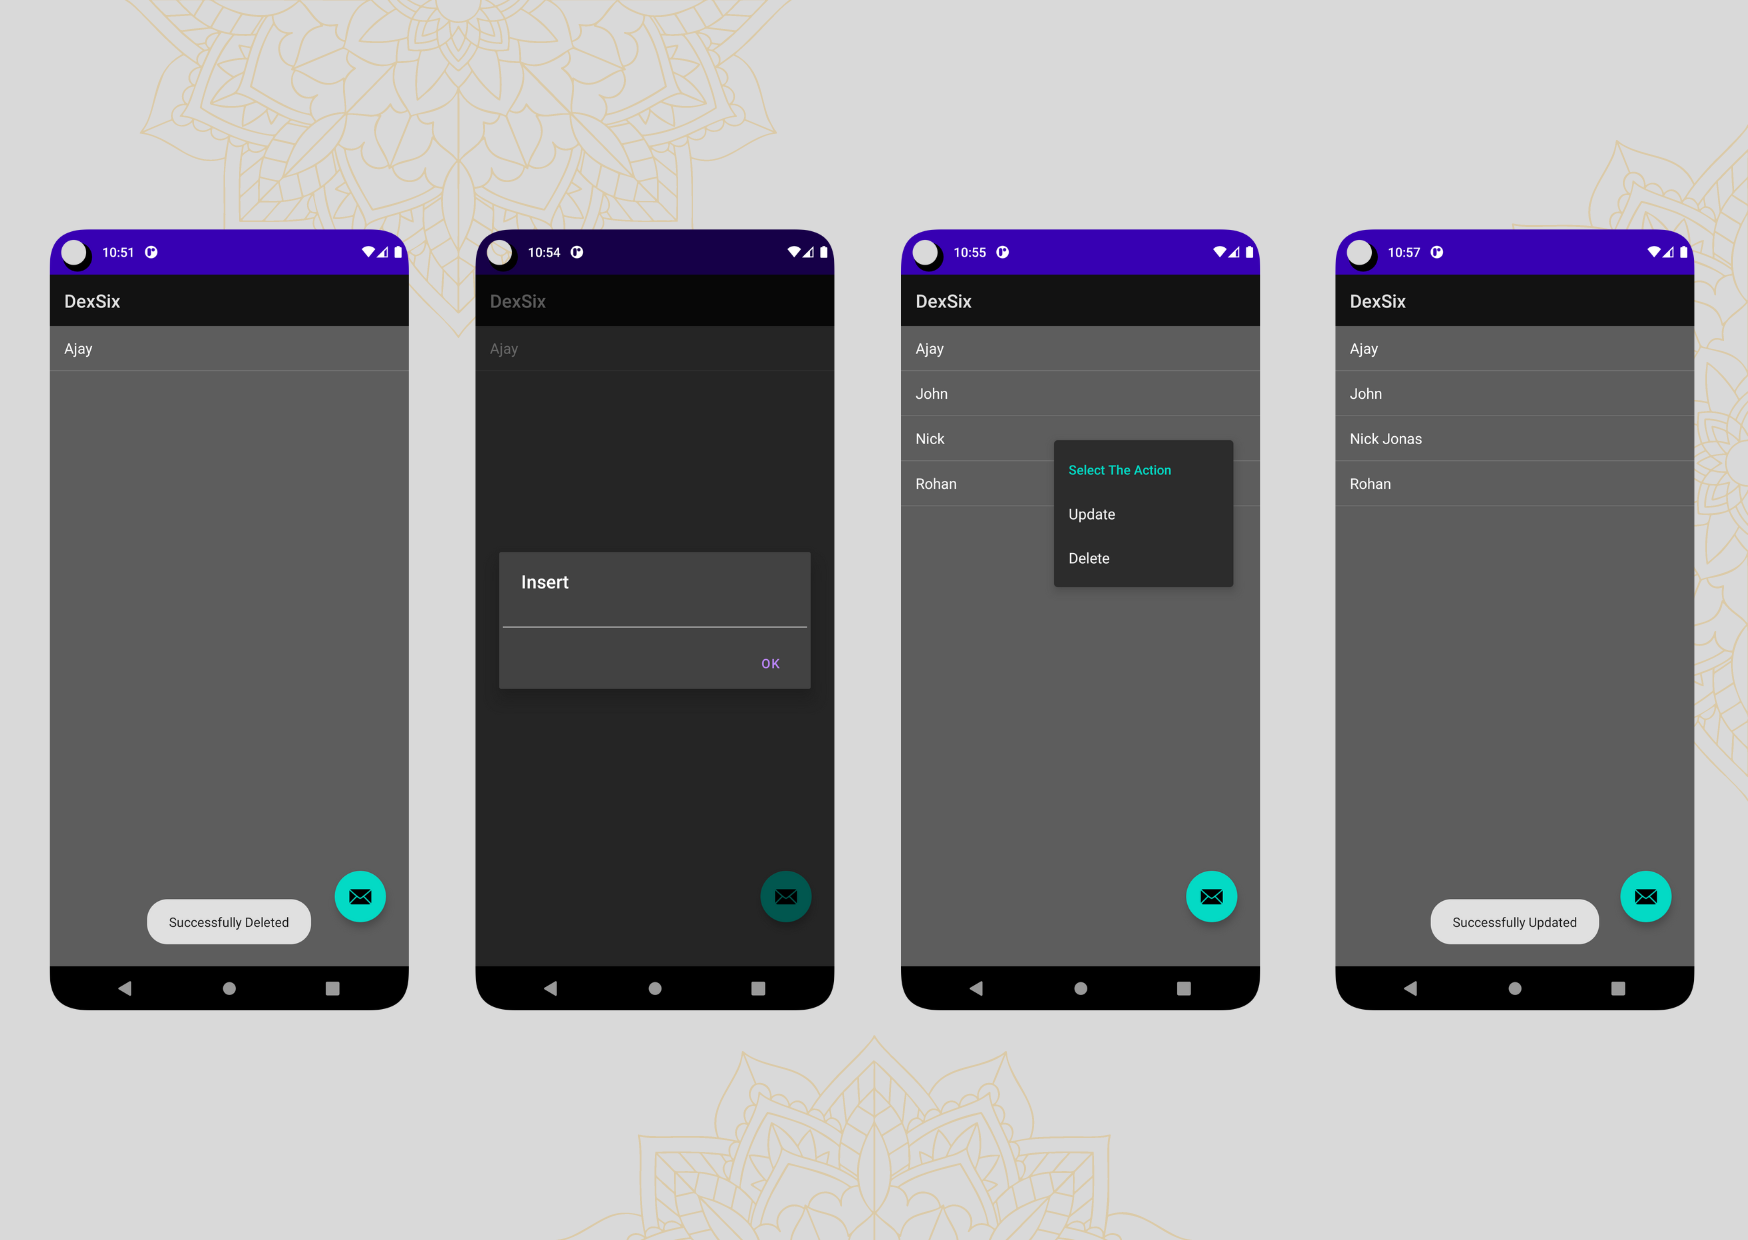 10:51
DexSix
Ajay
Successfully Deleted
10:54
DexSix
Ajay
Insert
OK
10:55
DexSix
Ajay
John
Nick
Rohan
Select The Action
Update
Delete
10:57
DexSix
Ajay
John
Nick Jonas
Rohan
Successfully Updated